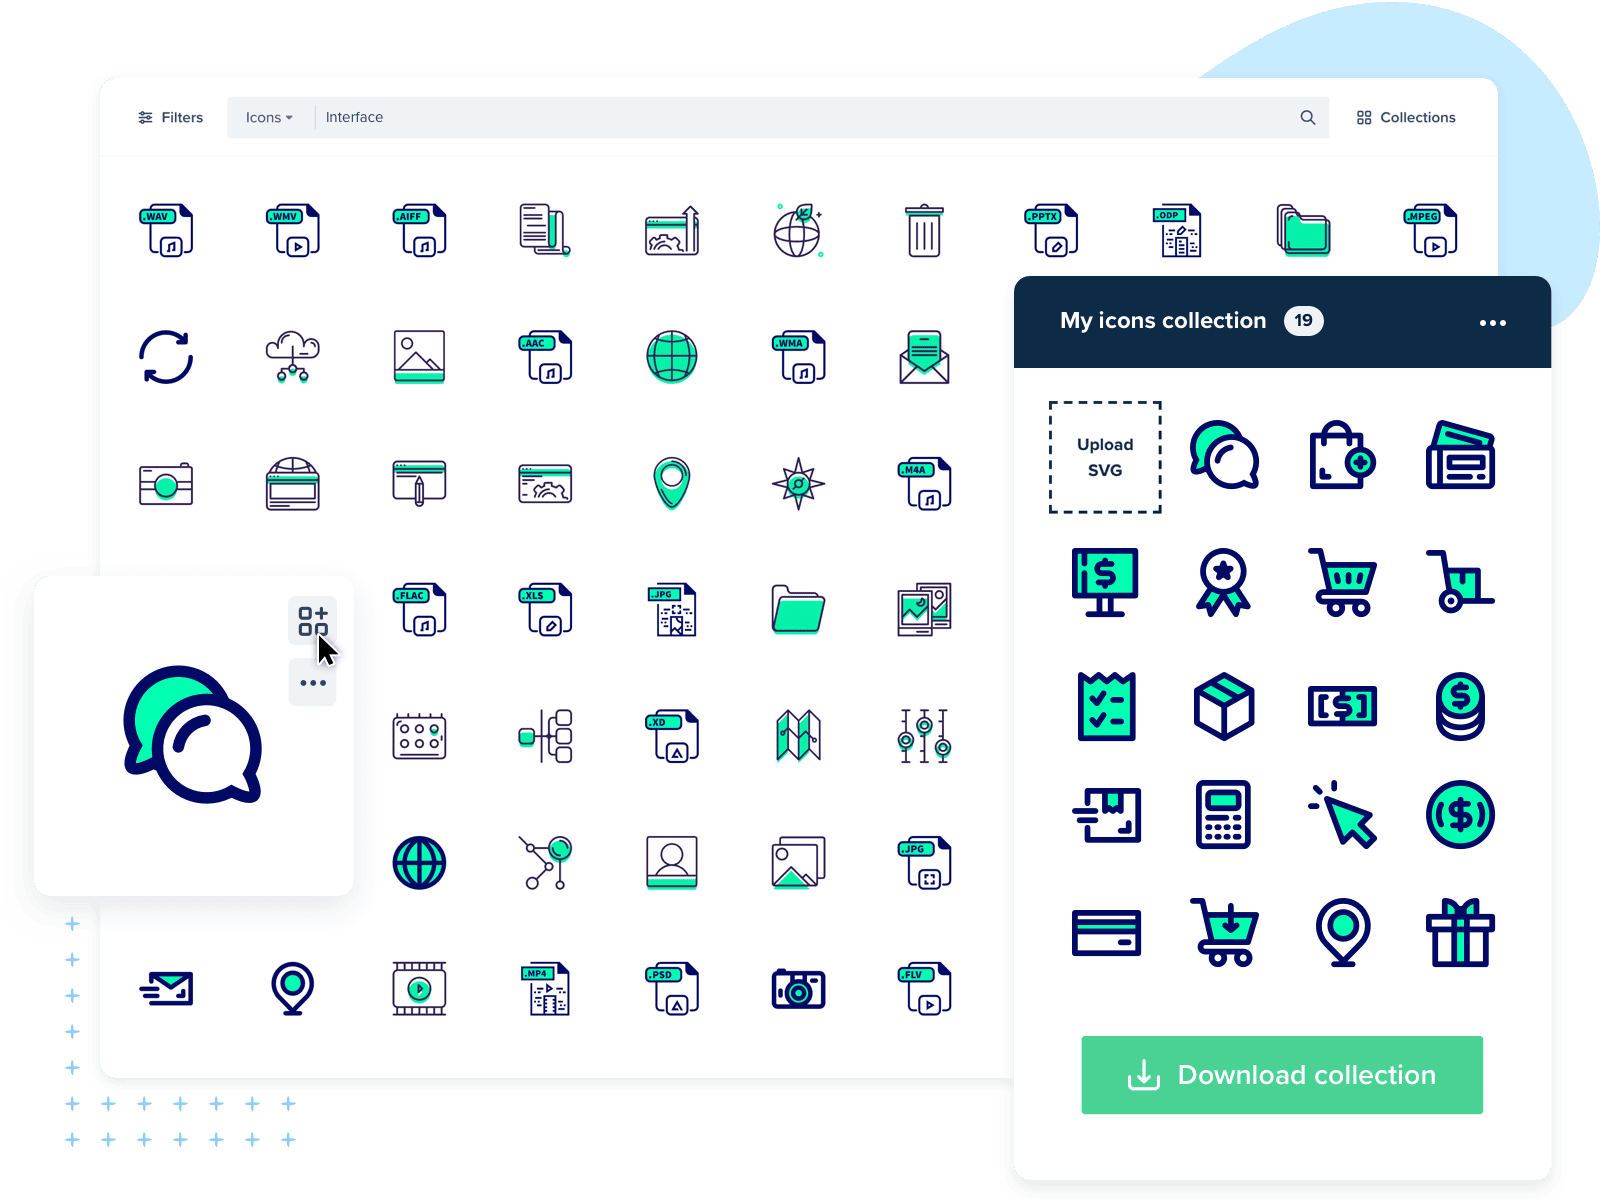 Filters
Icons
Interface
Collections
.WAV
.WMV
.AIFF
.PPTX
.ODP
.MPEG
.AAC
.WMA
.M4A
.FLAC
.XLS
.JPG
.XD
.JPG
.MP4
.PSD
.FLV
My icons collection 19
Upload
SVG
Download collection